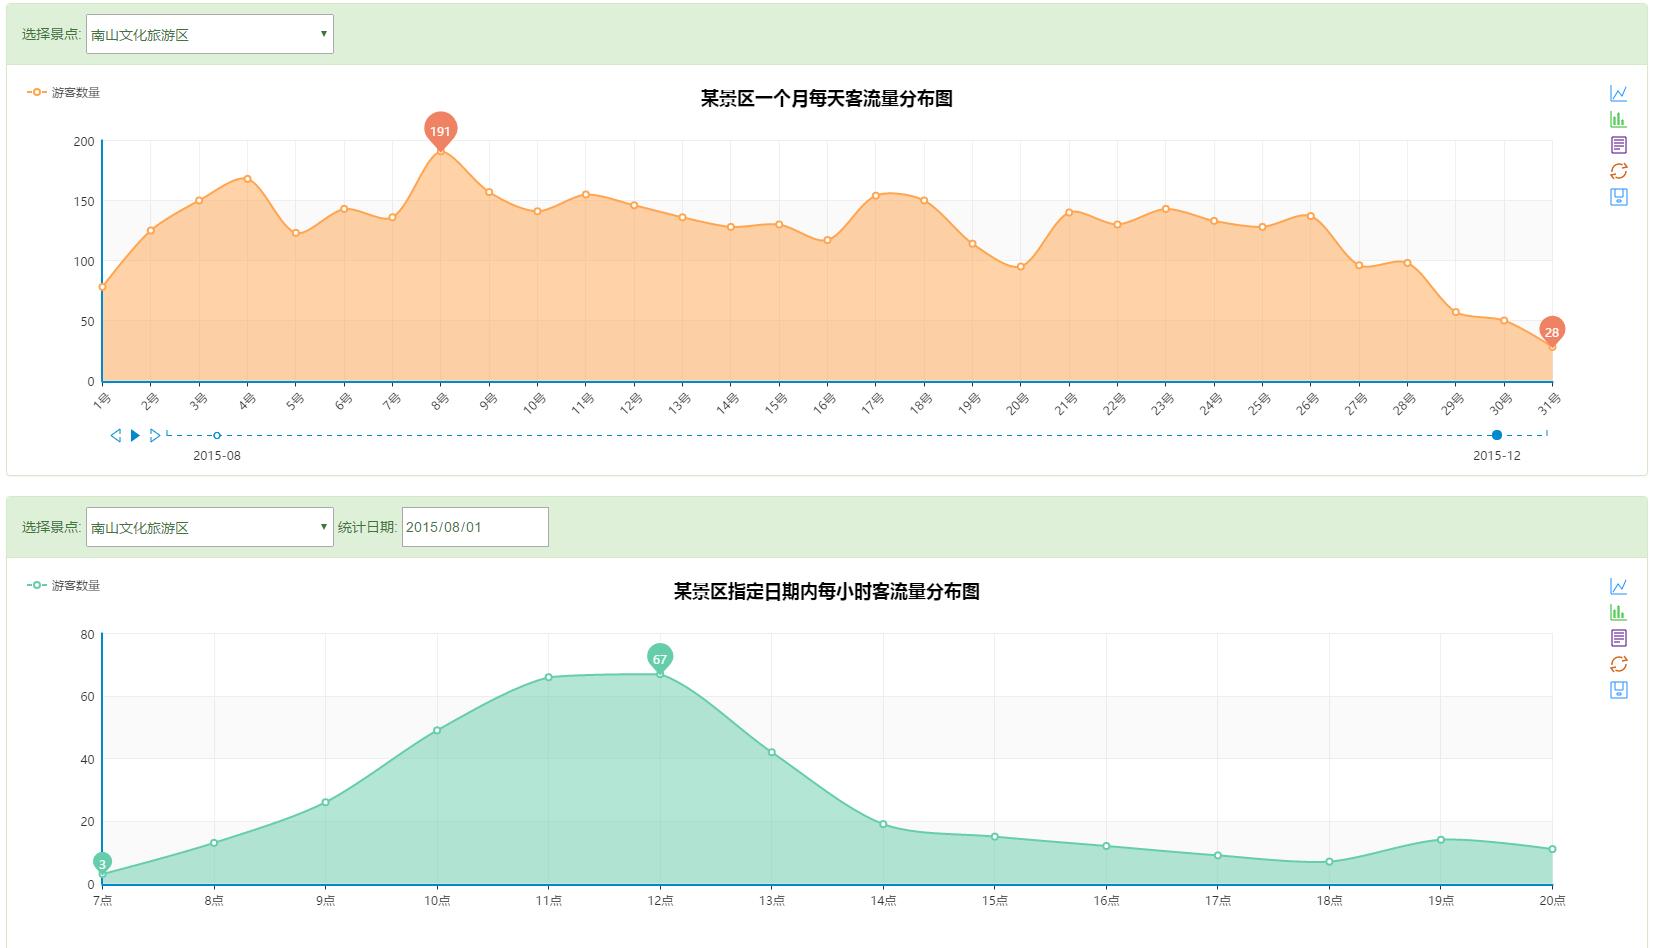 选择景点: 南山文化旅游区
游客数量
某景区一个月每天客流量分布图
191
200
150
100
50
0
28
1号 2号 3号 4号 5号 6号 7号 8号 9号 10号 11号 12号 13号 14号 15号 16号 17号 18号 19号 20号 21号 22号 23号 24号 25号 26号 27号 28号 29号 30号 31号
2015-08 2015-12
选择景点: 南山文化旅游区 统计日期: 2015/08/01
游客数量
某景区指定日期内每小时客流量分布图
80
67
60
40
20
3
0
7点 8点 9点 10点 11点 12点 13点 14点 15点 16点 17点 18点 19点 20点